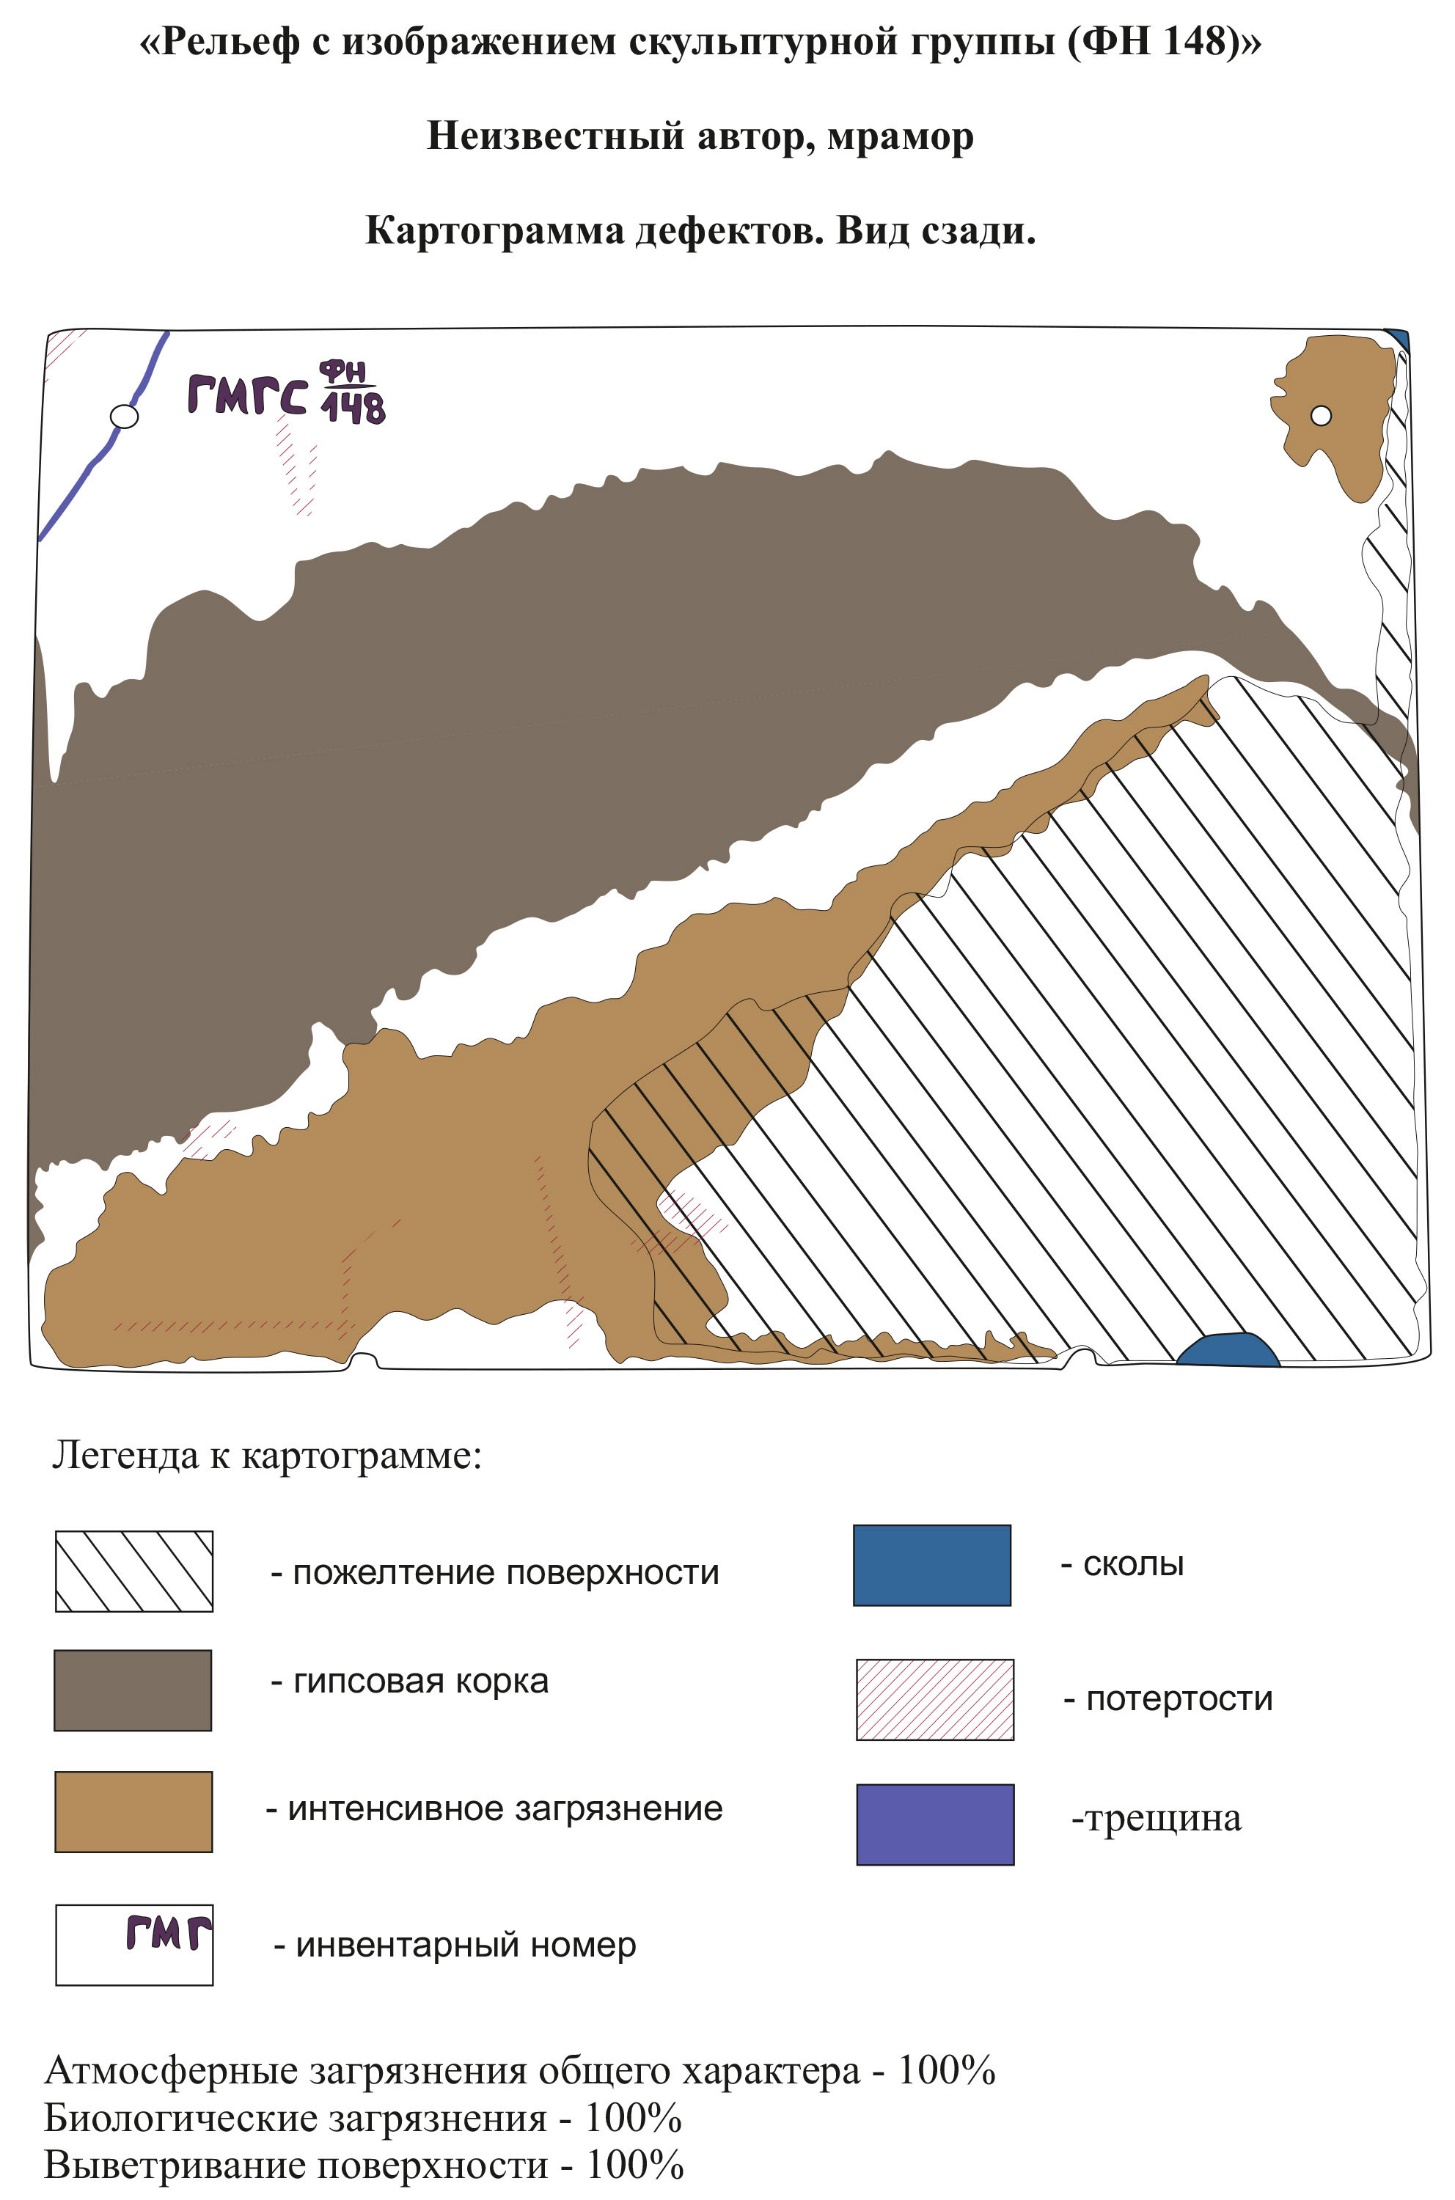 «Рельеф с изображением скульптурной группы (ФН 148)»
Неизвестный автор, мрамор
Картограмма дефектов. Вид сзади.
ГМГС ФН
148
Легенда к картограмме:
- пожелтение поверхности
- сколы
- гипсовая корка
- потертости
- интенсивное загрязнение
-трещина
ГМГ
- инвентарный номер
Атмосферные загрязнения общего характера - 100%
Биологические загрязнения - 100%
Выветривание поверхности - 100%